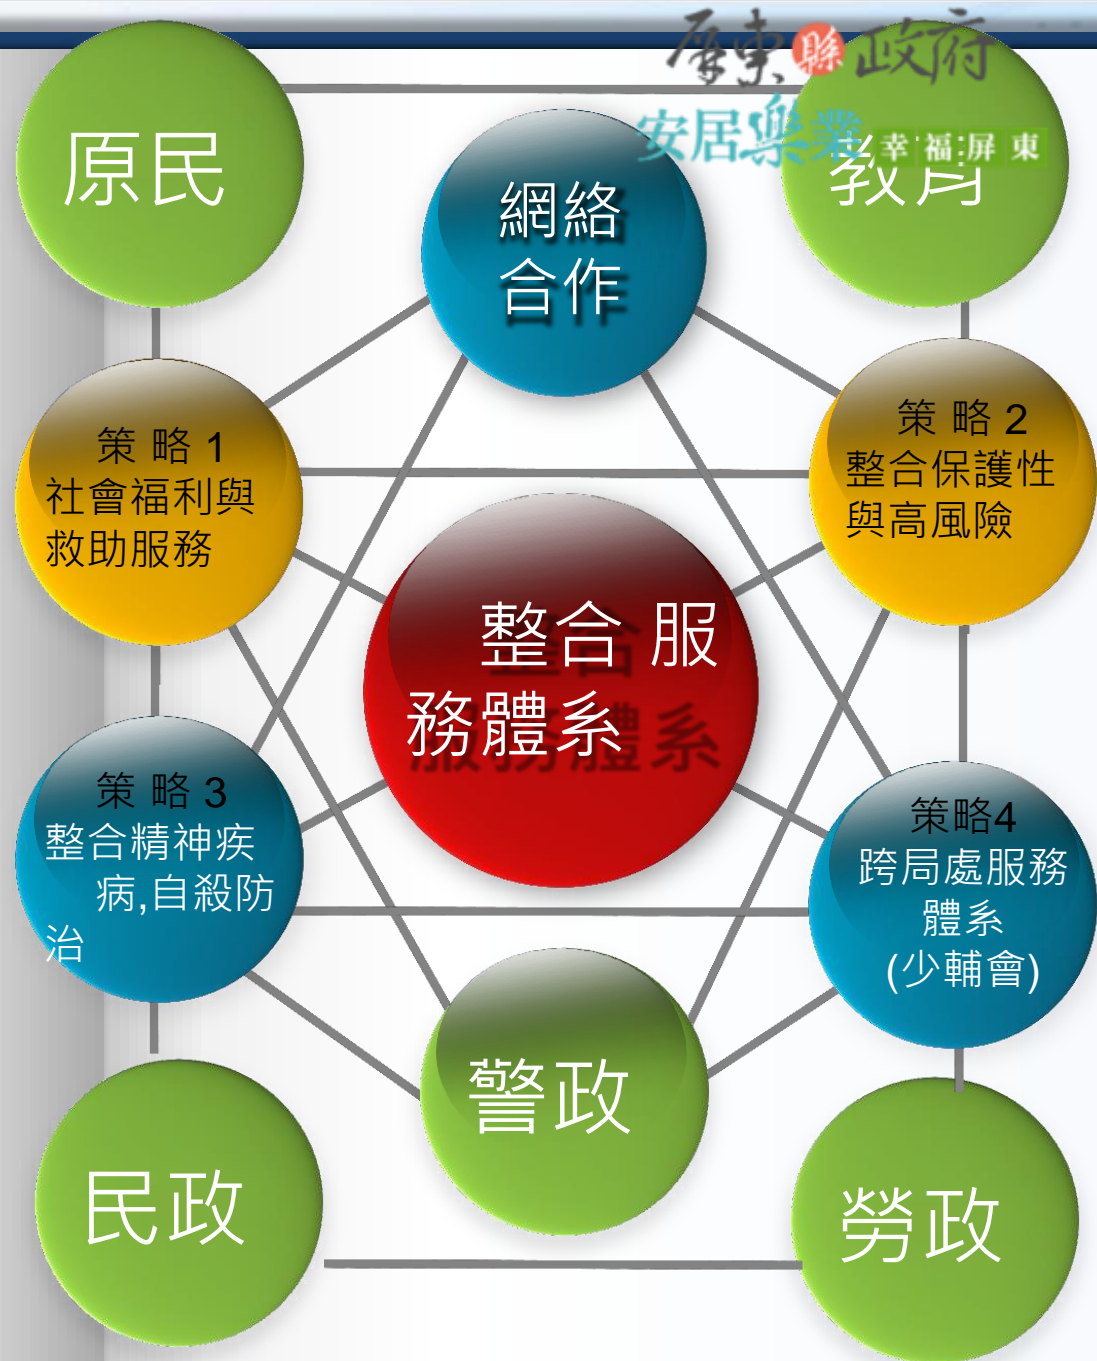 屏東縣政府
安居樂業 幸福屏東
原民
教育
網絡
合作
策 略 1
社會福利與
救助服務
策 略 2
整合保護性
與高風險
整合 服
務體系
策 略 3
整合精神疾
病,自殺防
治
策略4
跨局處服務
體系
(少輔會)
警政
民政
勞政